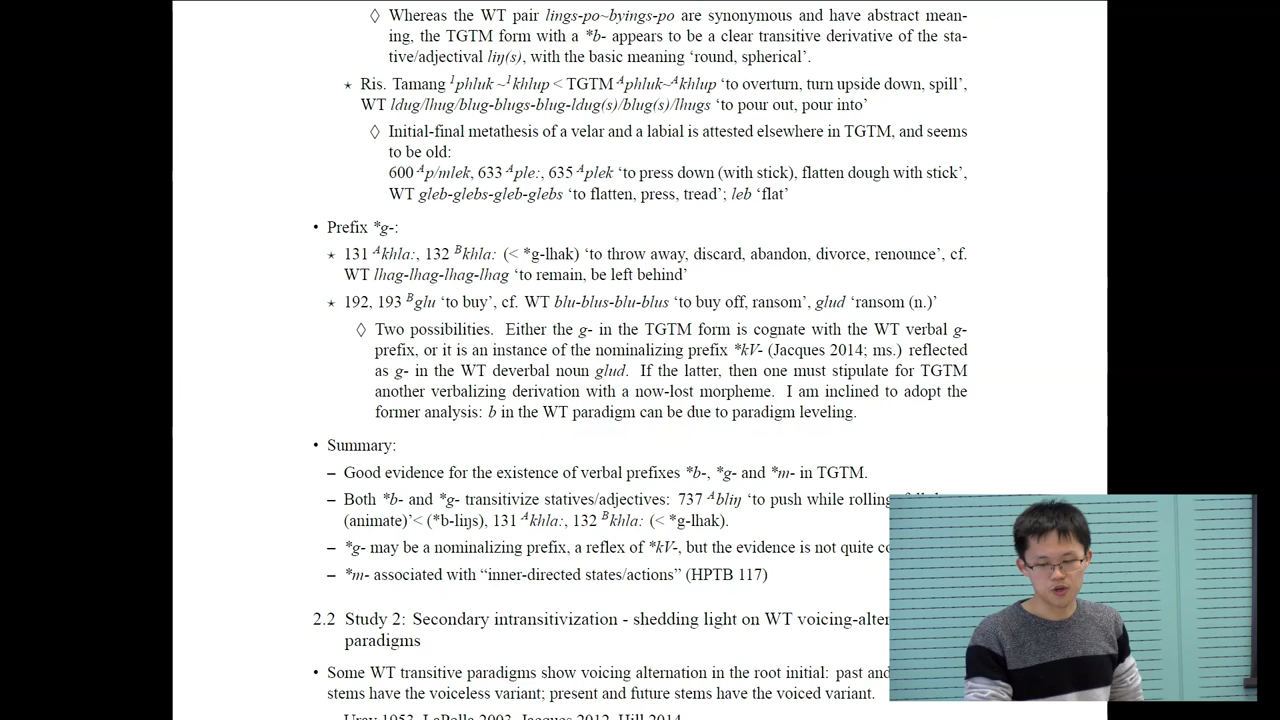 ◊ Whereas the WT pair lings-po~byings-po are synonymous and have abstract mean-
ing, the TGTM form with a *b- appears to be a clear transitive derivative of the sta-
tive/adjectival liŋ(s), with the basic meaning ‘round, spherical’.
⋆ Ris. Tamang ¹phluk ~¹khlup < TGTM ᴬphluk~ᴬkhlup ‘to overturn, turn upside down, spill’,
WT ldug/lhug/blug-blugs-blug-ldug(s)/blug(s)/lhugs ‘to pour out, pour into’
◊ Initial-final metathesis of a velar and a labial is attested elsewhere in TGTM, and seems
to be old:
600 ᴬp/mlek, 633 ᴬple:, 635 ᴬplek ‘to press down (with stick), flatten dough with stick’,
WT gleb-glebs-gleb-glebs ‘to flatten, press, tread’; leb ‘flat’
• Prefix *g-:
⋆ 131 ᴬkhla:, 132 ᴮkhla: (< *g-lhak) ‘to throw away, discard, abandon, divorce, renounce’, cf.
WT lhag-lhag-lhag-lhag ‘to remain, be left behind’
⋆ 192, 193 ᴮglu ‘to buy’, cf. WT blu-blus-blu-blus ‘to buy off, ransom’, glud ‘ransom (n.)’
◊ Two possibilities. Either the g- in the TGTM form is cognate with the WT verbal g-
prefix, or it is an instance of the nominalizing prefix *kV- (Jacques 2014; ms.) reflected
as g- in the WT deverbal noun glud. If the latter, then one must stipulate for TGTM
another verbalizing derivation with a now-lost morpheme. I am inclined to adopt the
former analysis: b in the WT paradigm can be due to paradigm leveling.
• Summary:
– Good evidence for the existence of verbal prefixes *b-, *g- and *m- in TGTM.
– Both *b- and *g- transitivize statives/adjectives: 737 ᴬbliŋ ‘to push while rolling
(animate)’< (*b-liŋs), 131 ᴬkhla:, 132 ᴮkhla: (< *g-lhak).
– *g- may be a nominalizing prefix, a reflex of *kV-, but the evidence is not quite
– *m- associated with “inner-directed states/actions” (HPTB 117)
2.2 Study 2: Secondary intransitivization - shedding light on WT voicing-alter
paradigms
• Some WT transitive paradigms show voicing alternation in the root initial: past and
stems have the voiceless variant; present and future stems have the voiced variant.
Uray 1953, LaPolla 2003, Jacques 2012, Hill 2014